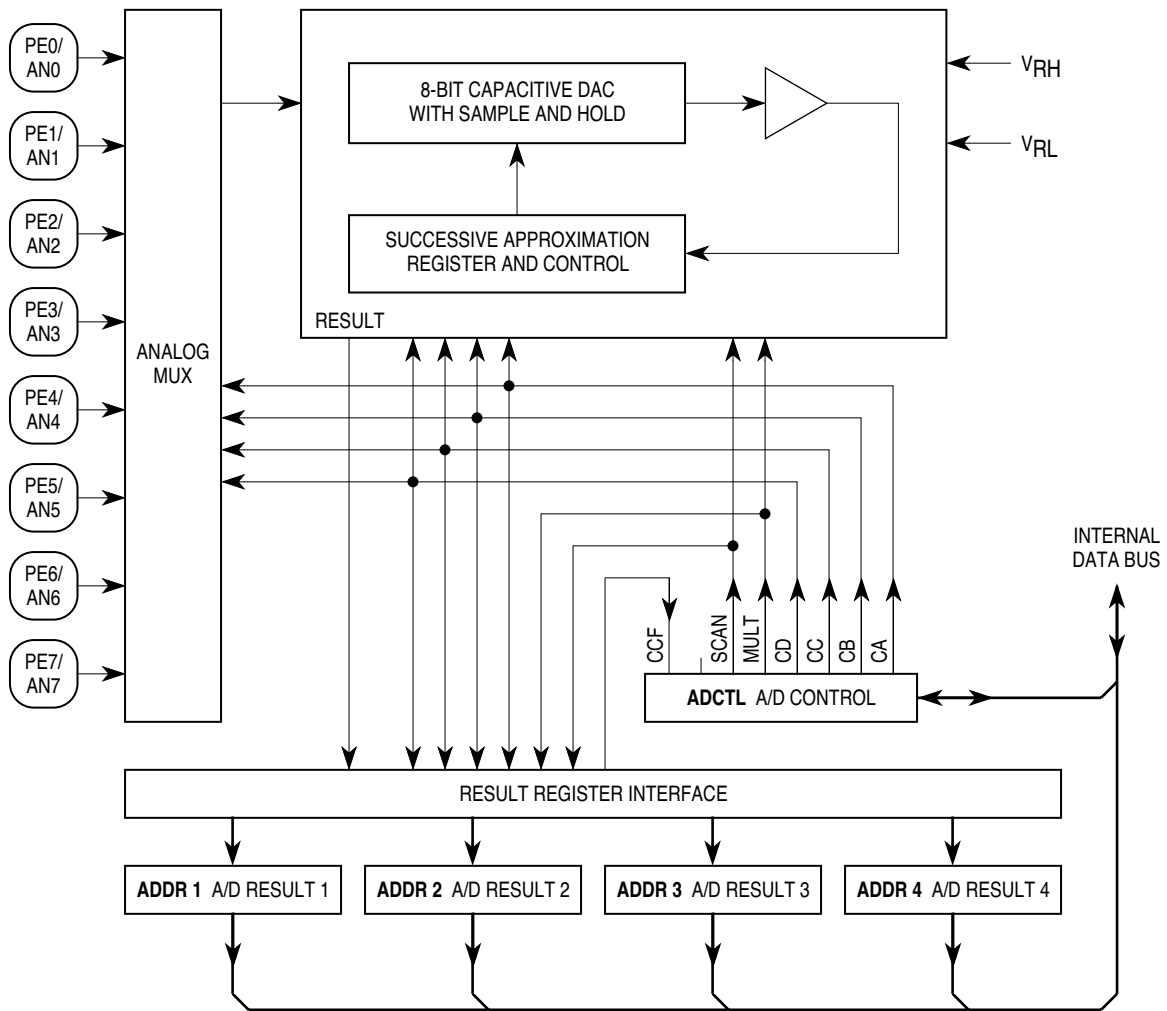 PE0/
AN0
PE1/
AN1
PE2/
AN2
PE3/
AN3
PE4/
AN4
PE5/
AN5
PE6/
AN6
PE7/
AN7
ANALOG
MUX
8-BIT CAPACITIVE DAC
WITH SAMPLE AND HOLD
SUCCESSIVE APPROXIMATION
REGISTER AND CONTROL
RESULT
VRH
VRL
INTERNAL
DATA BUS
CCF
SCAN
MULT
CD
CC
CB
CA
ADCTL A/D CONTROL
RESULT REGISTER INTERFACE
ADDR 1 A/D RESULT 1
ADDR 2 A/D RESULT 2
ADDR 3 A/D RESULT 3
ADDR 4 A/D RESULT 4